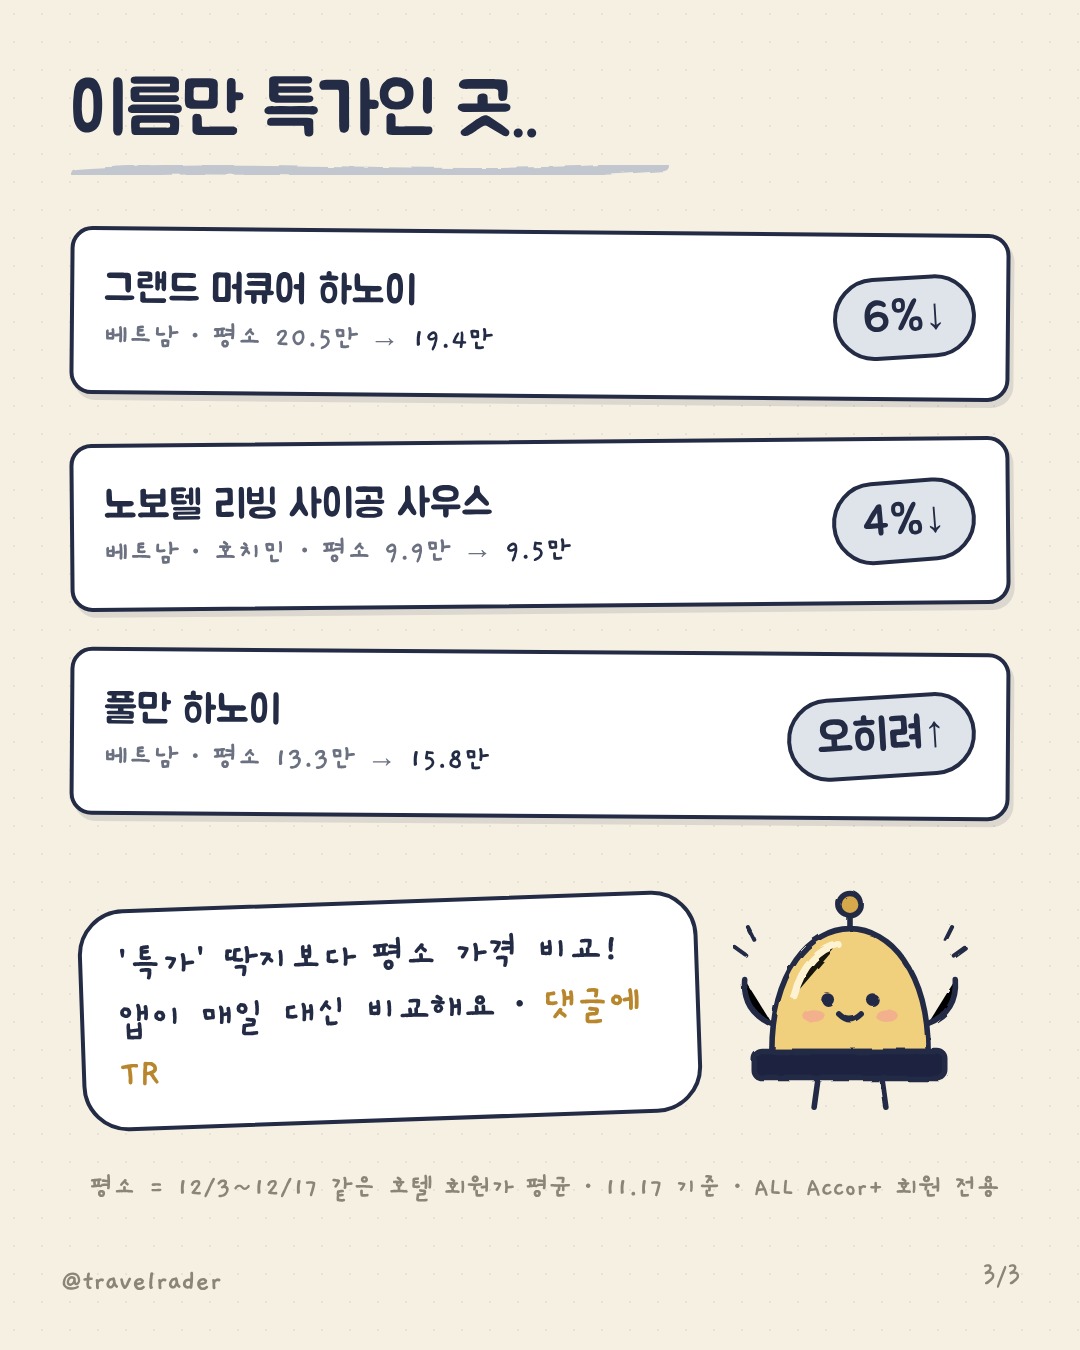 이름만 특가인 곳..
그랜드 머큐어 하노이
베트남 · 평소 20.5만 → 19.4만
6%↓
노보텔 리빙 사이공 사우스
베트남 · 호치민 · 평소 9.9만 → 9.5만
4%↓
풀만 하노이
베트남 · 평소 13.3만 → 15.8만
오히려↑
'특가' 딱지보다 평소 가격 비교!
앱이 매일 대신 비교해요 · 댓글에
TR
평소 = 12/3~12/17 같은 호텔 회원가 평균 · 11.17 기준 · ALL Accor+ 회원 전용
@travelrader
3/3